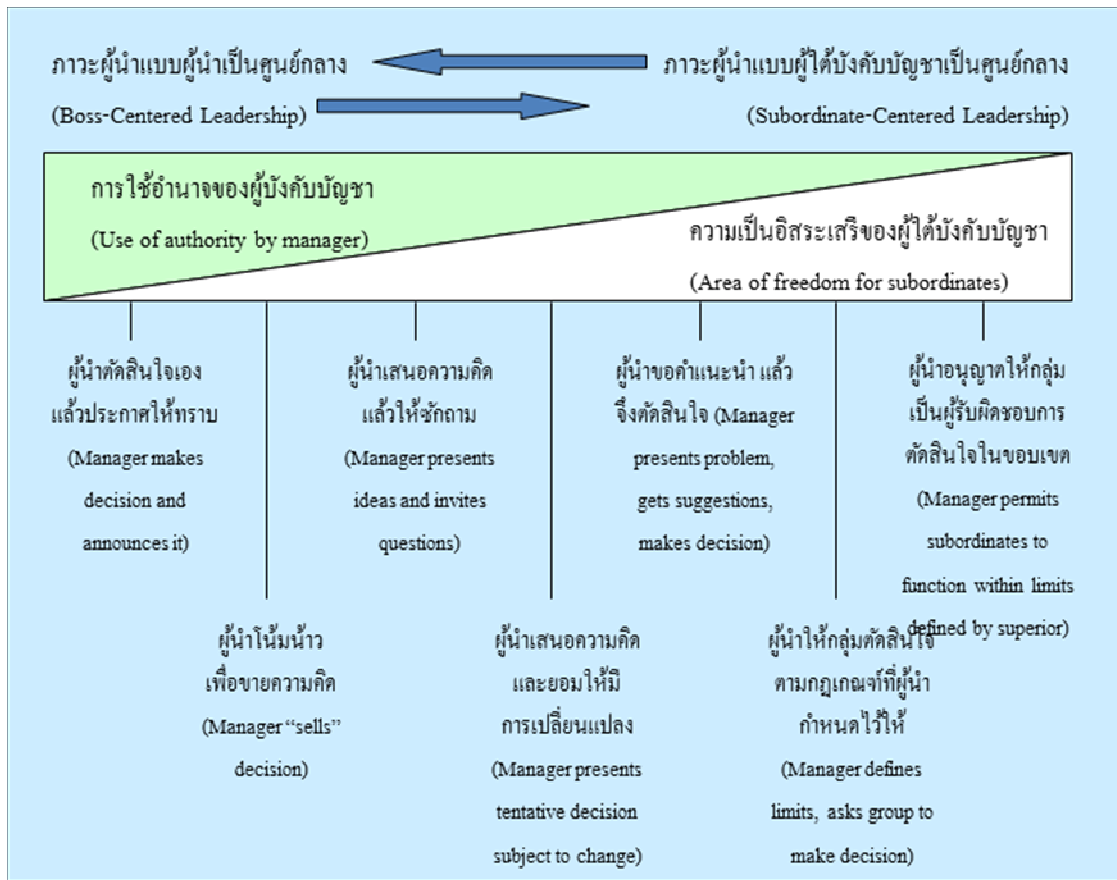 ภาวะผู้นำแบบผู้นำเป็นศูนย์กลาง
(Boss-Centered Leadership)
ภาวะผู้นำแบบผู้ใต้บังคับบัญชาเป็นศูนย์กลาง
(Subordinate-Centered Leadership)
การใช้อำนาจของผู้บังคับบัญชา
(Use of authority by manager)
ความเป็นอิสระเสรีของผู้ใต้บังคับบัญชา
(Area of freedom for subordinates)
ผู้นำตัดสินใจเอง
แล้วประกาศให้ทราบ
(Manager makes
decision and
announces it)
ผู้นำโน้มน้าว
เพื่อขายความคิด
(Manager “sells”
decision)
ผู้นำเสนอความคิด
แล้วให้ซักถาม
(Manager presents
ideas and invites
questions)
ผู้นำเสนอความคิด
และยอมให้มี
การเปลี่ยนแปลง
(Manager presents
tentative decision
subject to change)
ผู้นำขอคำแนะนำ แล้ว
จึงตัดสินใจ (Manager
presents problem,
gets suggestions,
makes decision)
ผู้นำให้กลุ่มตัดสินใจ
ตามกฎเกณฑ์ที่ผู้นำ
กำหนดไว้ให้
(Manager defines
limits, asks group to
make decision)
ผู้นำอนุญาตให้กลุ่ม
เป็นผู้รับผิดชอบการ
ตัดสินใจในขอบเขต
(Manager permits
subordinates to
function within limits
defined by superior)